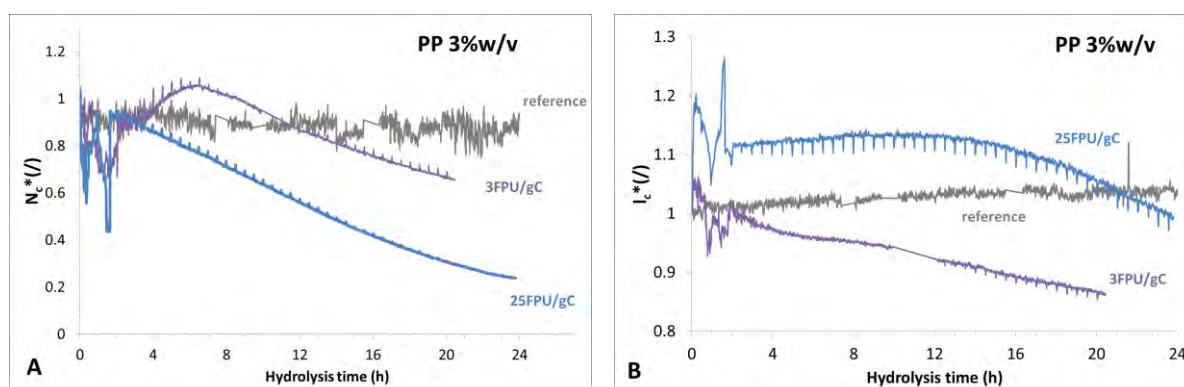 PP 3%w/v
1.2
1
0.8
0.6
0.4
0.2
0
N_c*(/)
reference
3FPU/gC
25FPU/gC
0 4 8 12 16 20 24
Hydrolysis time (h)
A
PP 3%w/v
1.3
1.2
1.1
1
0.9
0.8
l_c*(/)
25FPU/gC
reference
3FPU/gC
0 4 8 12 16 20 24
Hydrolysis time (h)
B